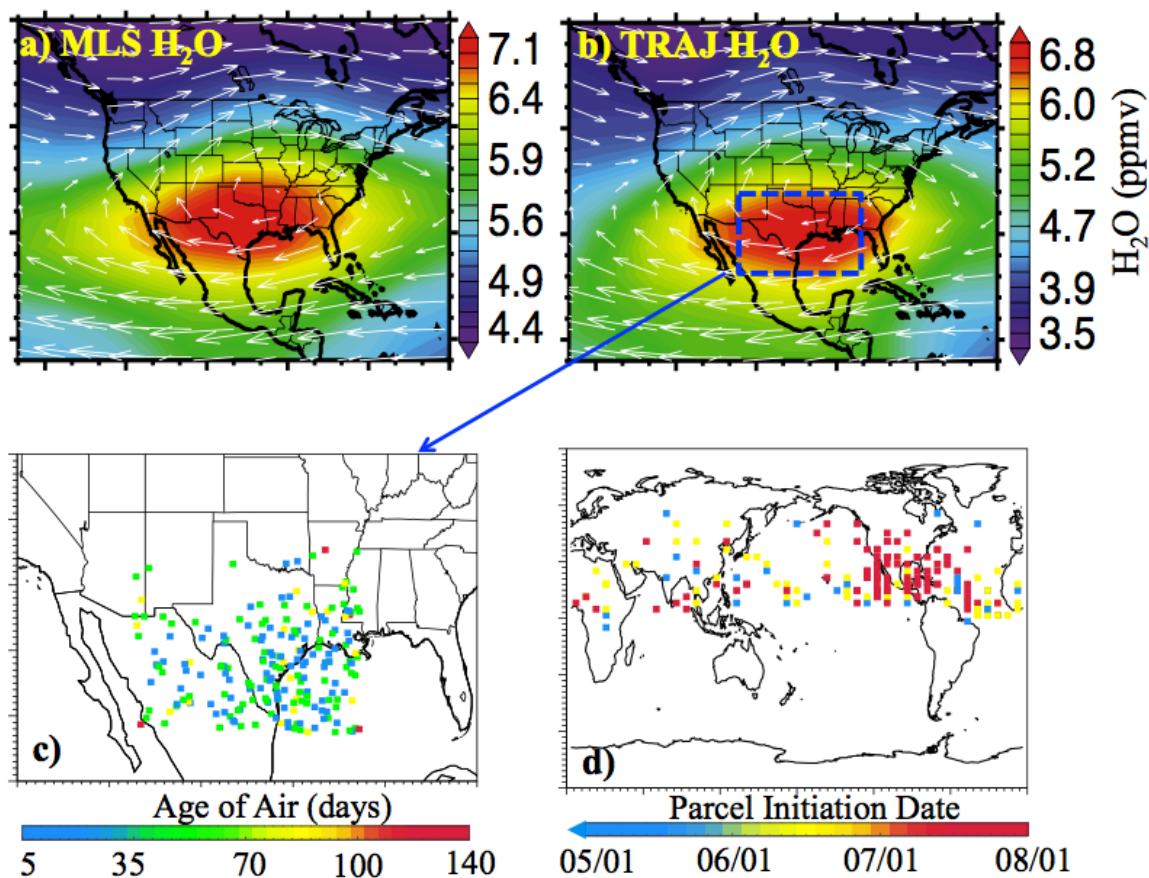 a) MLS H₂O
7.1
6.4
5.9
5.6
4.9
4.4
b) TRAJ H₂O
6.8
6.0
5.2
4.7
3.9
3.5
H₂O (ppmv)
c)
Age of Air (days)
5 35 70 100 140
d)
Parcel Initiation Date
05/01 06/01 07/01 08/01